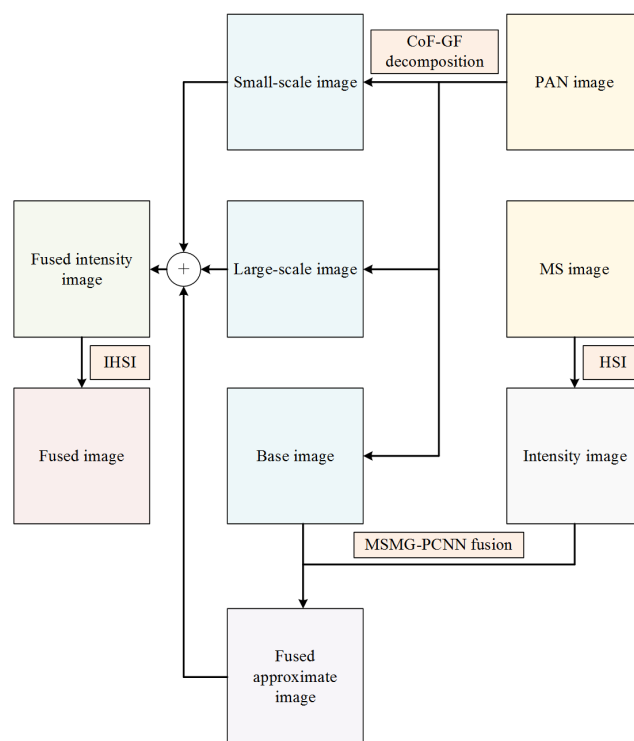 CoF-GF
decomposition
Small-scale image
PAN image
Fused intensity
image
+
Large-scale image
MS image
IHSI
HSI
Fused image
Base image
Intensity image
MSMG-PCNN fusion
Fused
approximate
image